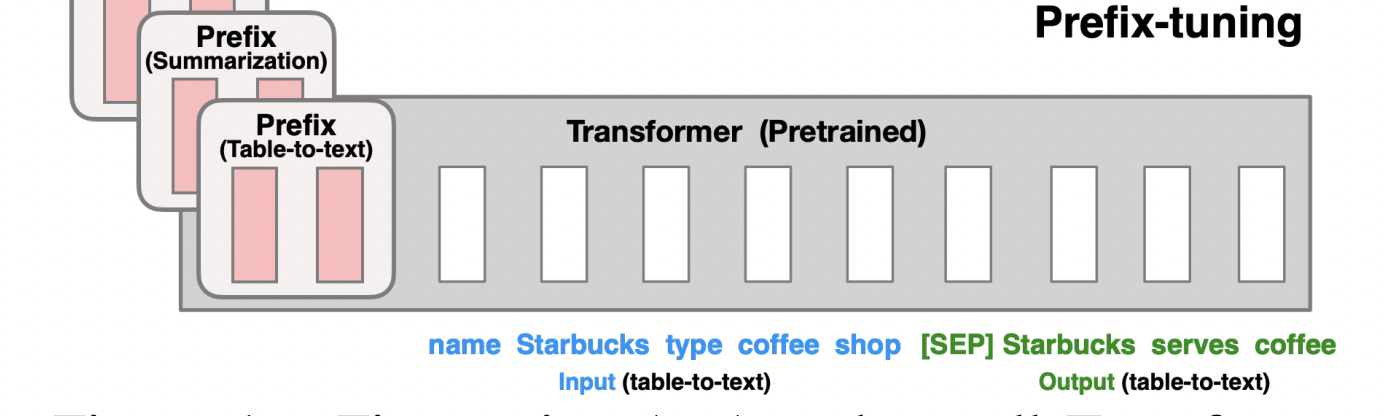 Prefix-tuning
Prefix
(Summarization)
Prefix
(Table-to-text)
Transformer (Pretrained)
name Starbucks type coffee shop [SEP] Starbucks serves coffee
Input (table-to-text) Output (table-to-text)